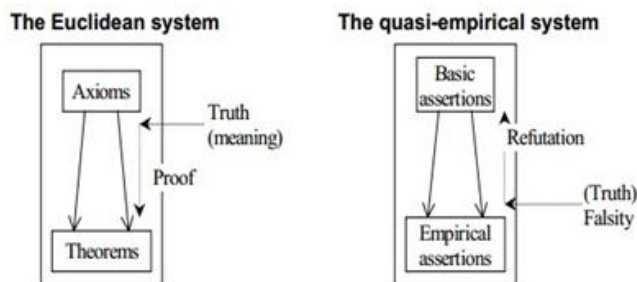 The Euclidean system
Axioms
Truth
(meaning)
Proof
Theorems
The quasi-empirical system
Basic
assertions
Refutation
(Truth)
Falsity
Empirical
assertions